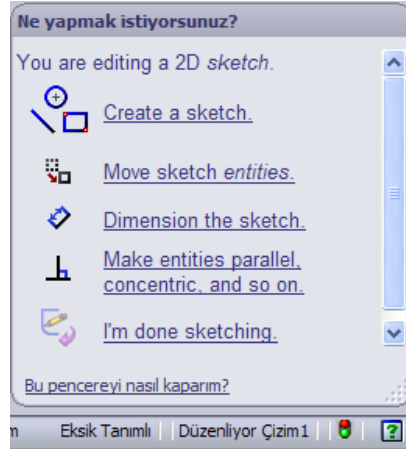 Ne yapmak istiyorsunuz?
You are editing a 2D sketch.
Create a sketch.
Move sketch entities.
Dimension the sketch.
Make entities parallel,
concentric, and so on.
I'm done sketching.
Bu pencereyi nasıl kaparım?
Eksik Tanımlı Düzenliyor Çizim1